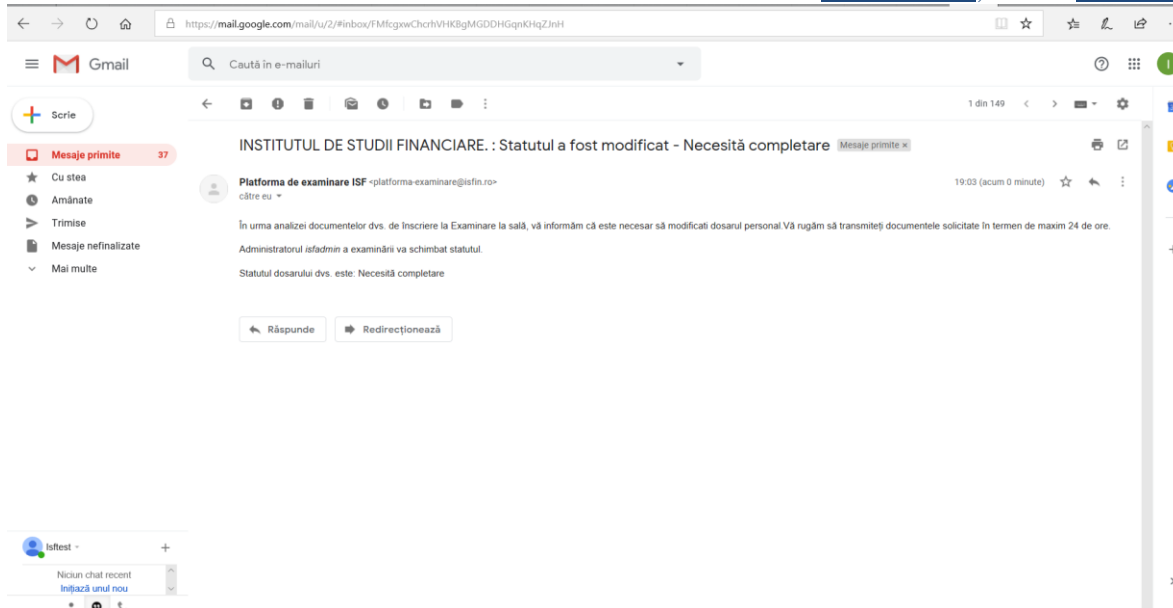 https://mail.google.com/mail/u/2/#inbox/FMfcgxwChcrhVHKBgMGDDHGqnKHqZJnH
Gmail
Caută în e-mailuri
Scrie
1 din 149
Mesaje primite 37
Cu stea
Amânate
Trimise
Mesaje nefinalizate
Mai multe
INSTITUTUL DE STUDII FINANCIARE. : Statutul a fost modificat - Necesită completare Mesaje primite ×
Platforma de examinare ISF <platforma-examinare@isfin.ro>
19:03 (acum 0 minute)
către eu
În urma analizei documentelor dvs. de înscriere la Examinare la sală, vă informăm că este necesar să modificati dosarul personal.Vă rugăm să transmiteți documentele solicitate în termen de maxim 24 de ore.
Administratorul isfadmin a examinării va schimbat statutul.
Statutul dosarului dvs. este: Necesită completare
Răspunde
Redirecționează
Isftest
Niciun chat recent
Inițiază unul nou